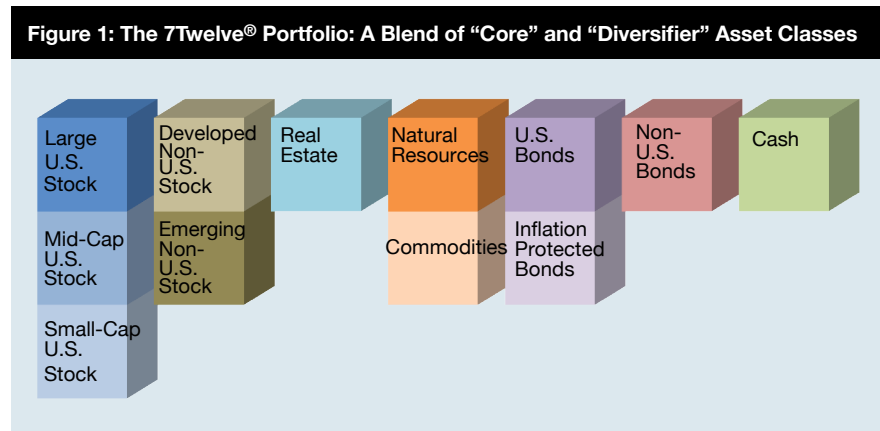 Figure 1: The 7Twelve® Portfolio: A Blend of “Core” and “Diversifier” Asset Classes
Large
U.S.
Stock
Mid-Cap
U.S.
Stock
Small-Cap
U.S.
Stock
Developed
Non-
U.S.
Stock
Emerging
Non-
U.S.
Stock
Real
Estate
Natural
Resources
Commodities
U.S.
Bonds
Inflation
Protected
Bonds
Non-
U.S.
Bonds
Cash